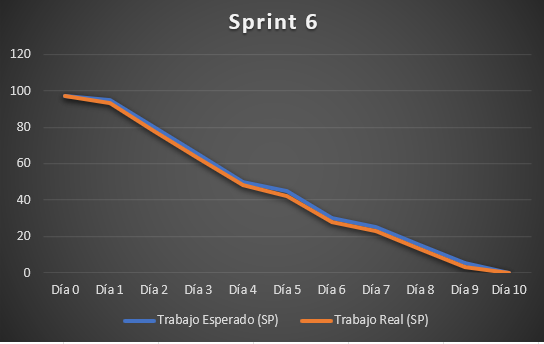 Sprint 6
120
100
80
60
40
20
0
Día 0 Día 1 Día 2 Día 3 Día 4 Día 5 Día 6 Día 7 Día 8 Día 9 Día 10
Trabajo Esperado (SP) Trabajo Real (SP)